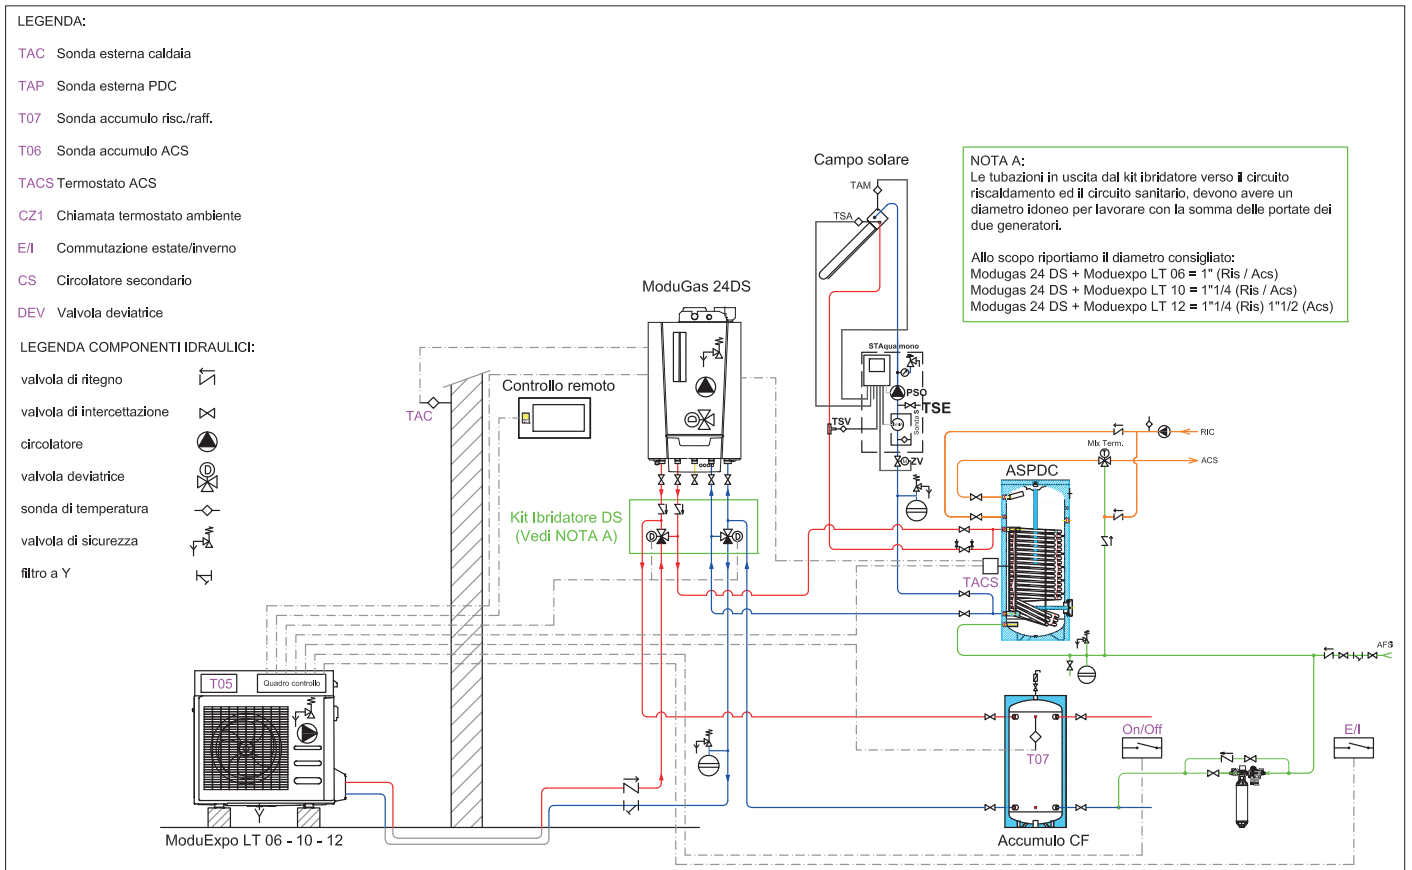 LEGENDA:
TAC Sonda esterna caldaia
TAP Sonda esterna PDC
T07 Sonda accumulo risc./raff.
T06 Sonda accumulo ACS
TACS Termostato ACS
CZ1 Chiamata termostato ambiente
E/I Commutazione estate/inverno
CS Circolatore secondario
DEV Valvola deviatrice
LEGENDA COMPONENTI IDRAULICI:
valvola di ritegno
valvola di intercettazione
circolatore
valvola deviatrice
D
sonda di temperatura
valvola di sicurezza
filtro a Y
NOTA A:
Le tubazioni in uscita dal kit ibridatore verso il circuito
riscaldamento ed il circuito sanitario, devono avere un
diametro idoneo per lavorare con la somma delle portate dei
due generatori.
Allo scopo riportiamo il diametro consigliato:
Modugas 24 DS + Moduexpo LT 06 = 1" (Ris / Acs)
Modugas 24 DS + Moduexpo LT 10 = 1"1/4 (Ris / Acs)
Modugas 24 DS + Moduexpo LT 12 = 1"1/4 (Ris) 1"1/2 (Acs)
Campo solare
TAM
TSA
ModuGas 24DS
D
STAqua mono
PSO
TSE
TSV
Sonda S
ZV
Controllo remoto
TAC
Kit Ibridatore DS
(Vedi NOTA A)
D
D
RIC
Mix Term.
T
ACS
ASPDC
TACS
AFS
T05
Quadro controllo
T07
On/Off
E/I
ModuExpo LT 06 - 10 - 12
Accumulo CF